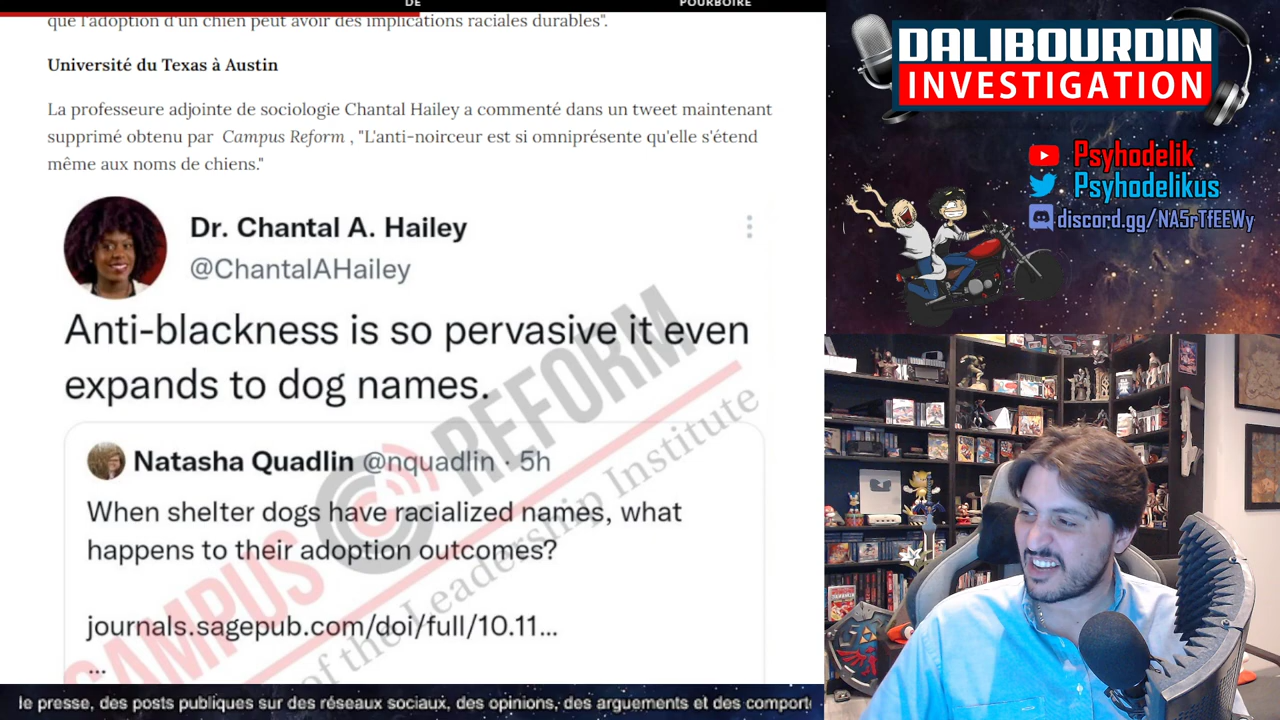 DE
POURBOIRE
que l'adoption d'un chien peut avoir des implications raciales durables".
Université du Texas à Austin
La professeure adjointe de sociologie Chantal Hailey a commenté dans un tweet maintenant
supprimé obtenu par Campus Reform , "L'anti-noirceur est si omniprésente qu'elle s'étend
même aux noms de chiens."
Dr. Chantal A. Hailey
@ChantalAHailey
Anti-blackness is so pervasive it even
expands to dog names.
Natasha Quadlin @nquadlin · 5h
When shelter dogs have racialized names, what
happens to their adoption outcomes?
journals.sagepub.com/doi/full/10.11...
...
CAMPUS REFORM
of the Leadership Institute
le presse, des posts publiques sur des réseaux sociaux, des opinions, des arguements et des comport
DALIBOURDIN
INVESTIGATION
Psyhodelik
Psyhodelikus
discord.gg/NA5rTfEEWy